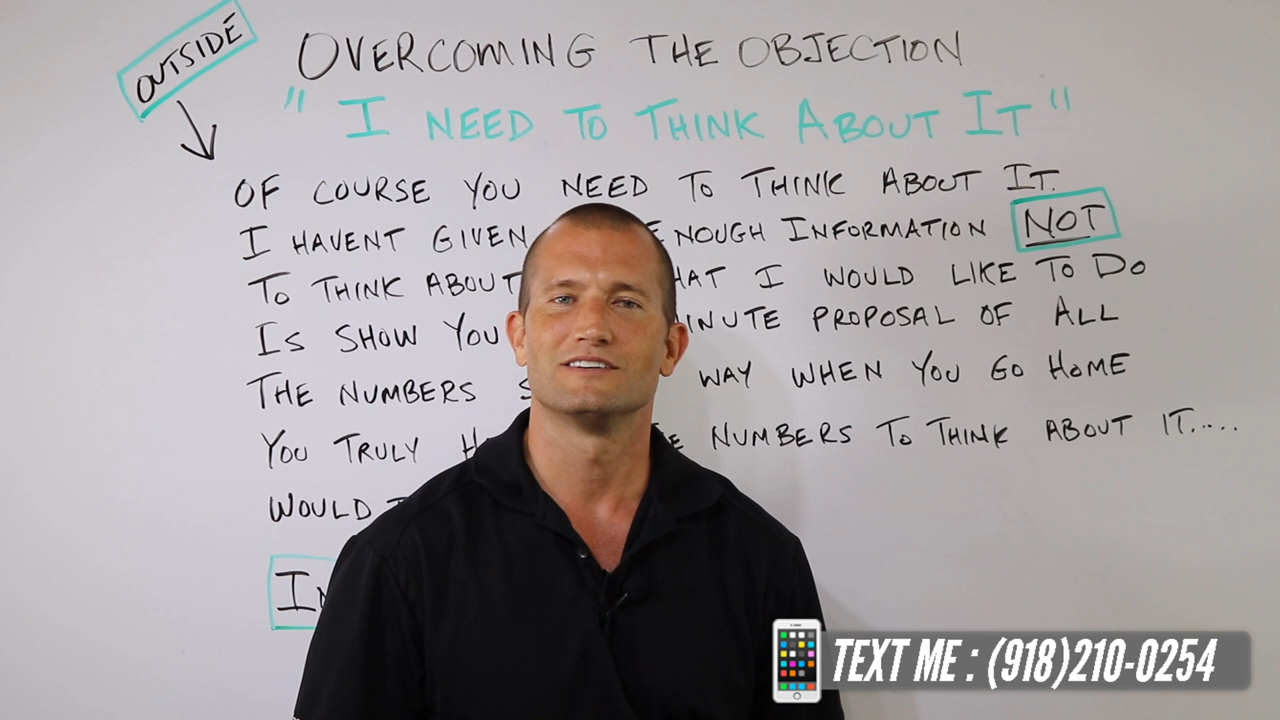 OUTSIDE
OVERCOMING THE OBJECTION
" I NEED TO THINK ABOUT IT "
OF COURSE YOU NEED TO THINK ABOUT IT.
I HAVENT GIVEN ENOUGH INFORMATION NOT
TO THINK ABOUT I WOULD LIKE TO DO
IS SHOW YOU PROPOSAL OF ALL
THE NUMBERS WAY WHEN YOU GO HOME
YOU TRULY NUMBERS TO THINK ABOUT IT.....
WOULD
TEXT ME : (918)210-0254